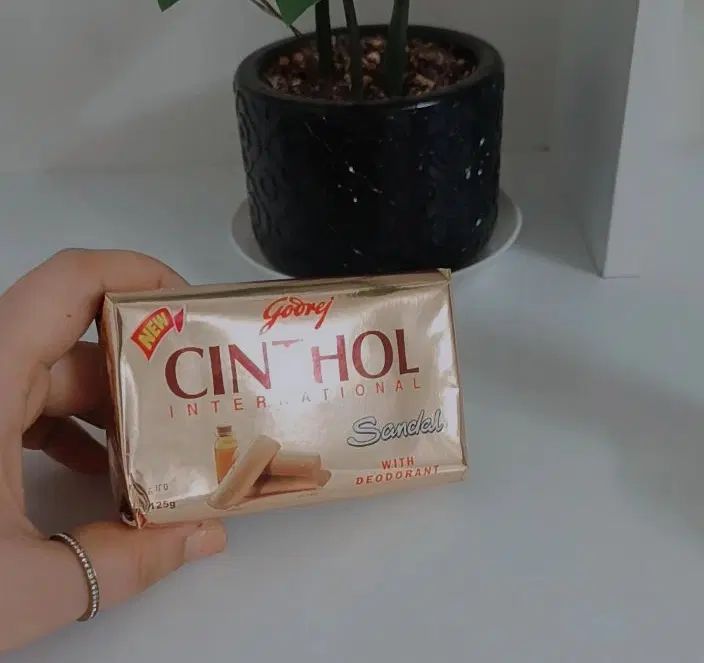 Godrej
NEW
CINTHOL
INTERNATIONAL
Sandal
WITH
DEODORANT
125g